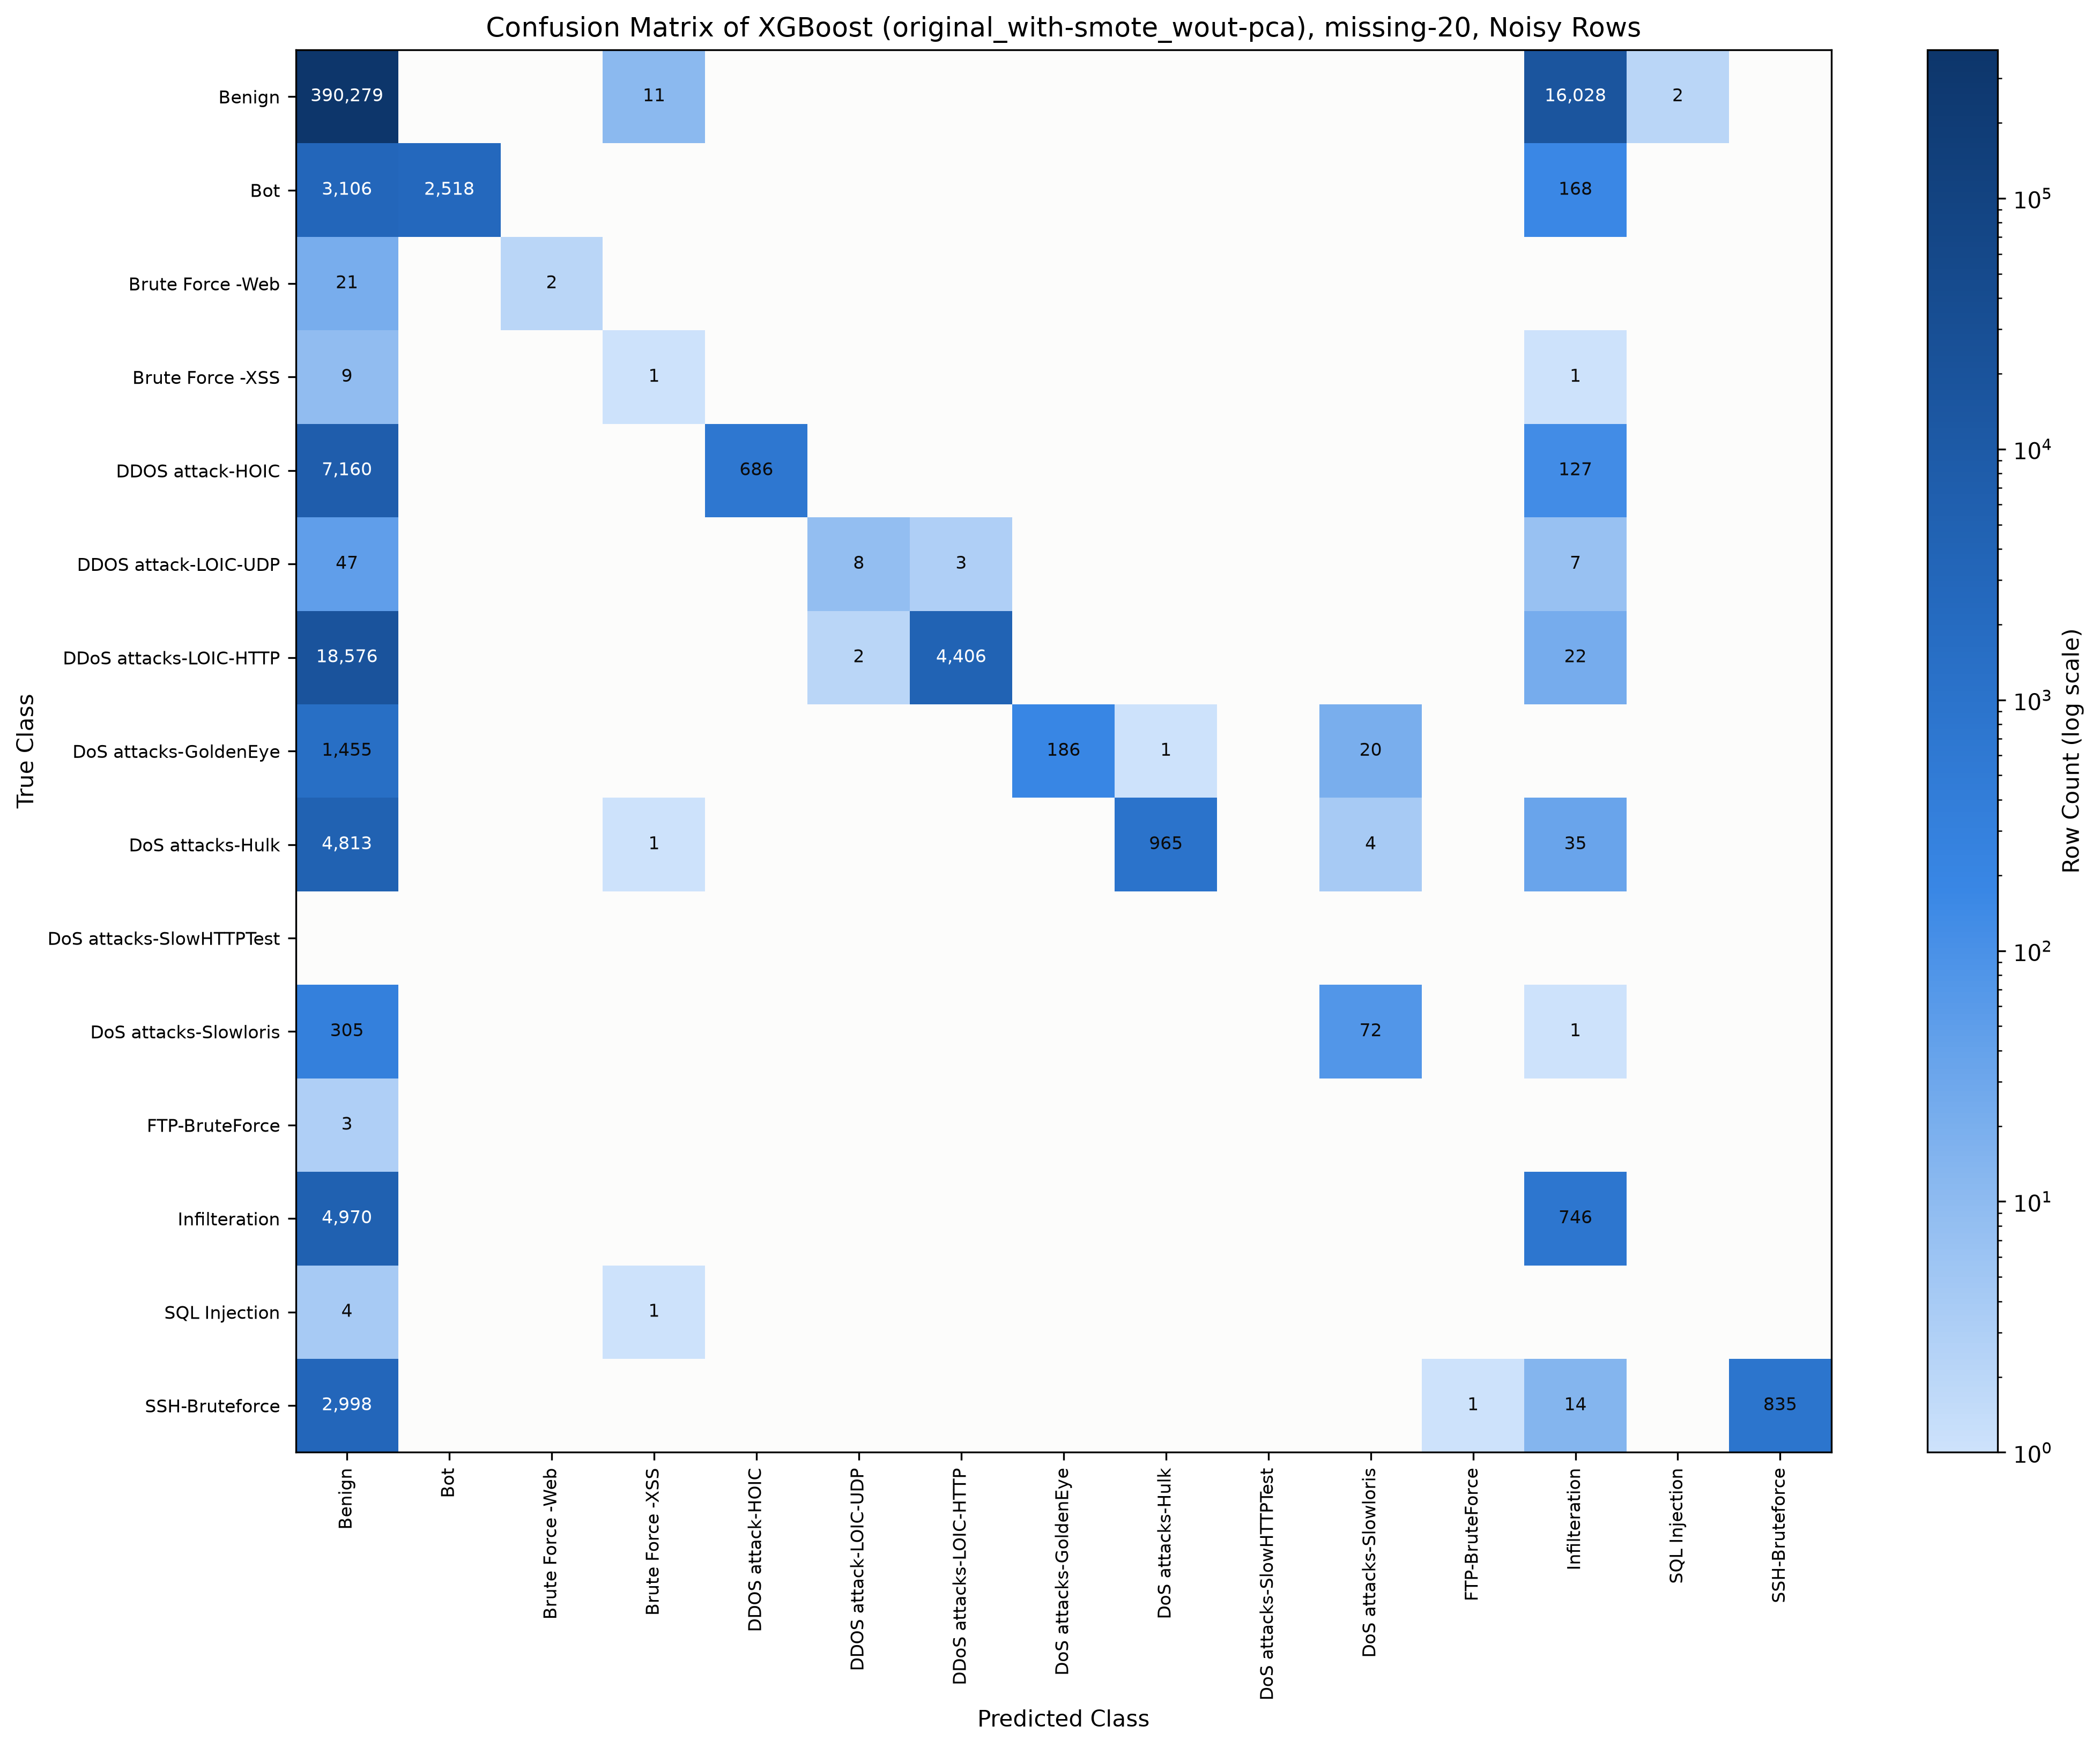 Confusion Matrix of XGBoost (original_with-smote_wout-pca), missing-20, Noisy Rows
True Class
Benign 390,279 11 16,028 2
Bot 3,106 2,518 168
Brute Force -Web 21 2
Brute Force -XSS 9 1 1
DDOS attack-HOIC 7,160 686 127
DDOS attack-LOIC-UDP 47 8 3 7
DDoS attacks-LOIC-HTTP 18,576 2 4,406 22
DoS attacks-GoldenEye 1,455 186 1 20
DoS attacks-Hulk 4,813 1 965 4 35
DoS attacks-SlowHTTPTest
DoS attacks-Slowloris 305 72 1
FTP-BruteForce 3
Infilteration 4,970 746
SQL Injection 4 1
SSH-Bruteforce 2,998 1 14 835
Benign
Bot
Brute Force -Web
Brute Force -XSS
DDOS attack-HOIC
DDOS attack-LOIC-UDP
DDoS attacks-LOIC-HTTP
DoS attacks-GoldenEye
DoS attacks-Hulk
DoS attacks-SlowHTTPTest
DoS attacks-Slowloris
FTP-BruteForce
Infilteration
SQL Injection
SSH-Bruteforce
Predicted Class
10⁵
10⁴
10³
10²
10¹
10⁰
Row Count (log scale)